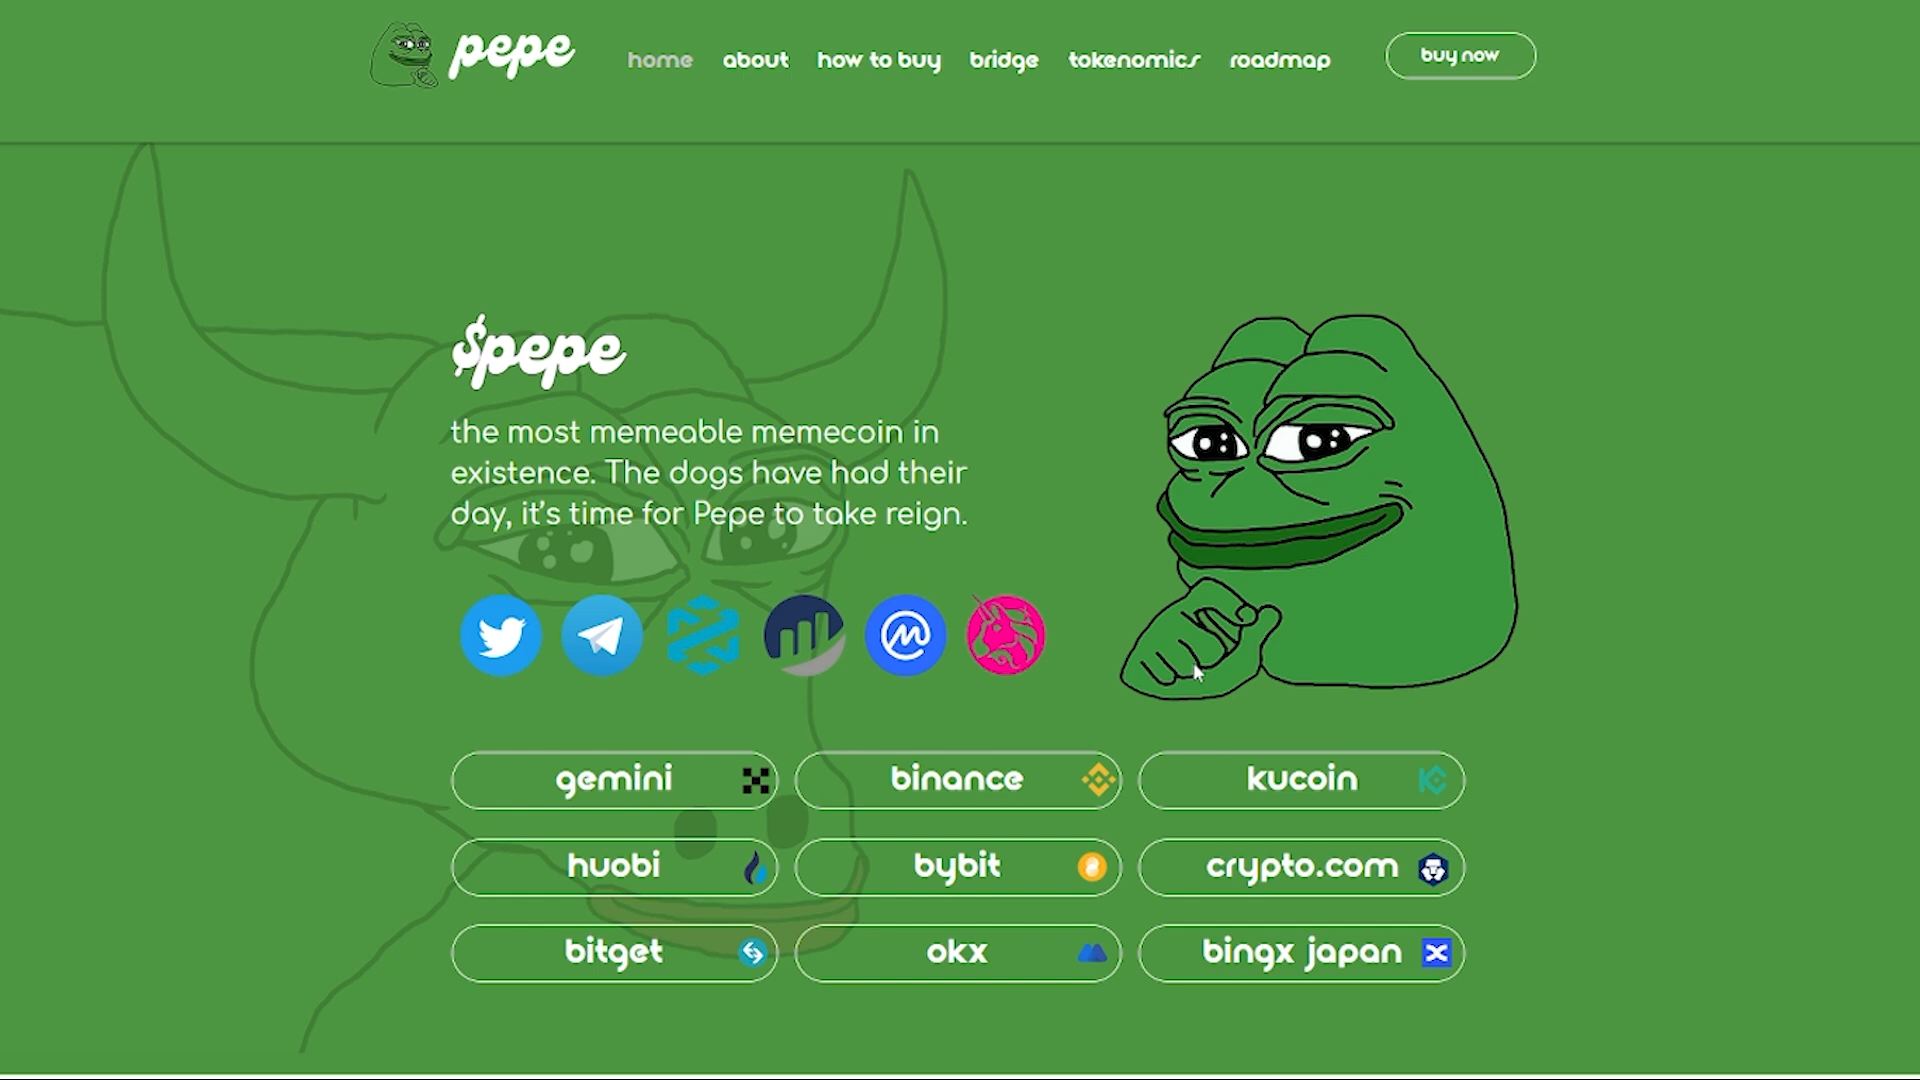 pepe
home about how to buy bridge tokenomics roadmap buy now
$pepe
the most memeable memecoin in
existence. The dogs have had their
day, it's time for Pepe to take reign.
gemini binance kucoin
huobi bybit crypto.com
bitget okx bingx japan